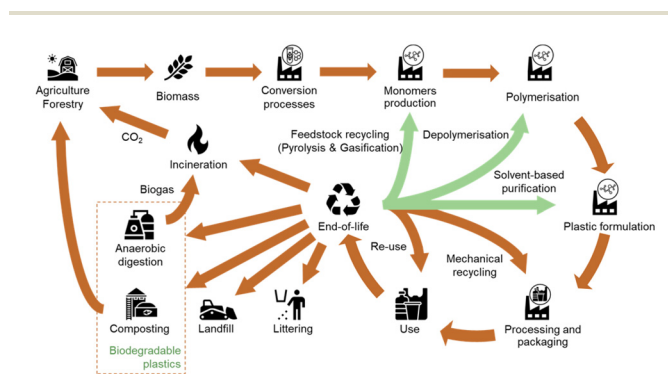 Agriculture
Forestry
Biomass
Conversion
processes
Monomers
production
Polymerisation
CO2
Incineration
Feedstock recycling
(Pyrolysis & Gasification)
Depolymerisation
Solvent-based
purification
Biogas
Anaerobic
digestion
End-of-life
Plastic formulation
Re-use
Mechanical
recycling
Composting
Landfill
Littering
Use
Processing and
packaging
Biodegradable
plastics